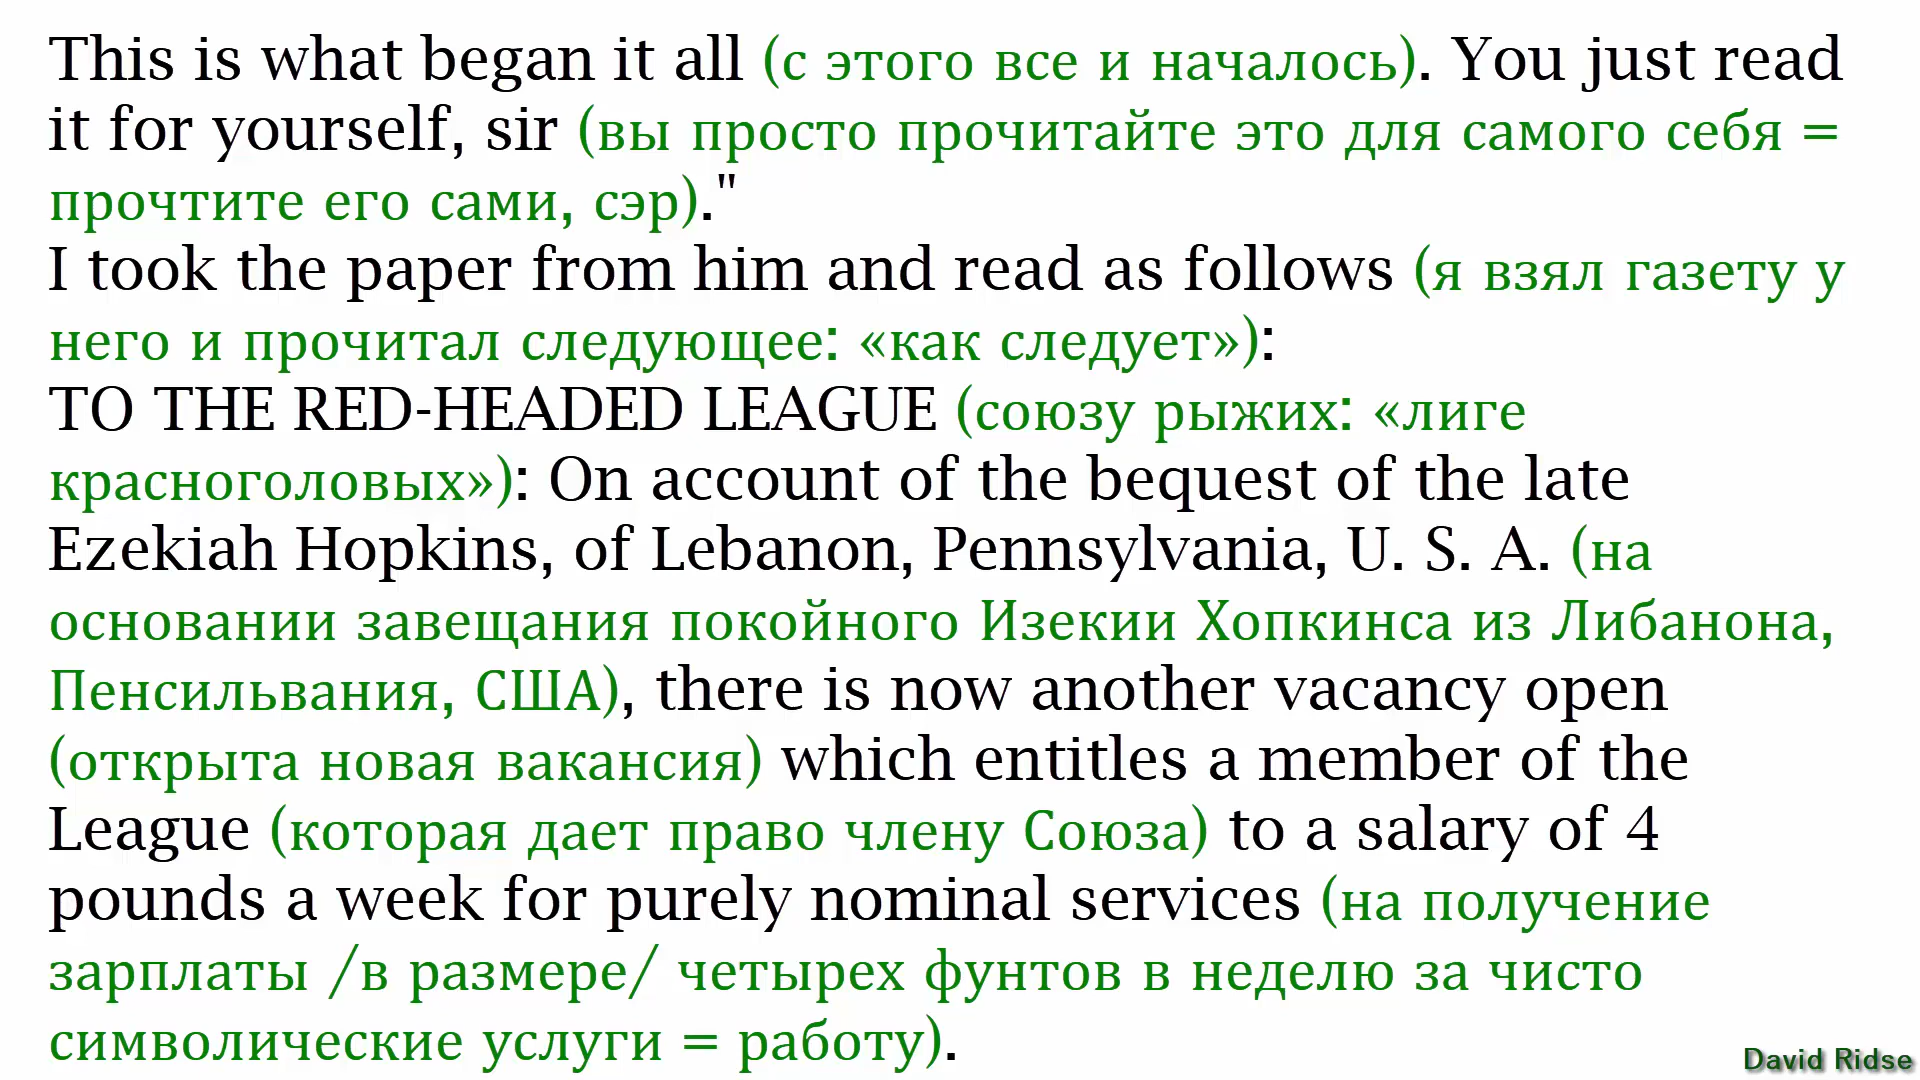 This is what began it all (с этого все и началось). You just read
it for yourself, sir (вы просто прочитайте это для самого себя =
прочтите его сами, сэр)."
I took the paper from him and read as follows (я взял газету у
него и прочитал следующее: «как следует»):
TO THE RED-HEADED LEAGUE (союзу рыжих: «лиге
красноголовых»): On account of the bequest of the late
Ezekiah Hopkins, of Lebanon, Pennsylvania, U. S. A. (на
основании завещания покойного Изекии Хопкинса из Либанона,
Пенсильвания, США), there is now another vacancy open
(открыта новая вакансия) which entitles a member of the
League (которая дает право члену Союза) to a salary of 4
pounds a week for purely nominal services (на получение
зарплаты /в размере/ четырех фунтов в неделю за чисто
символические услуги = работу).
David Ridse